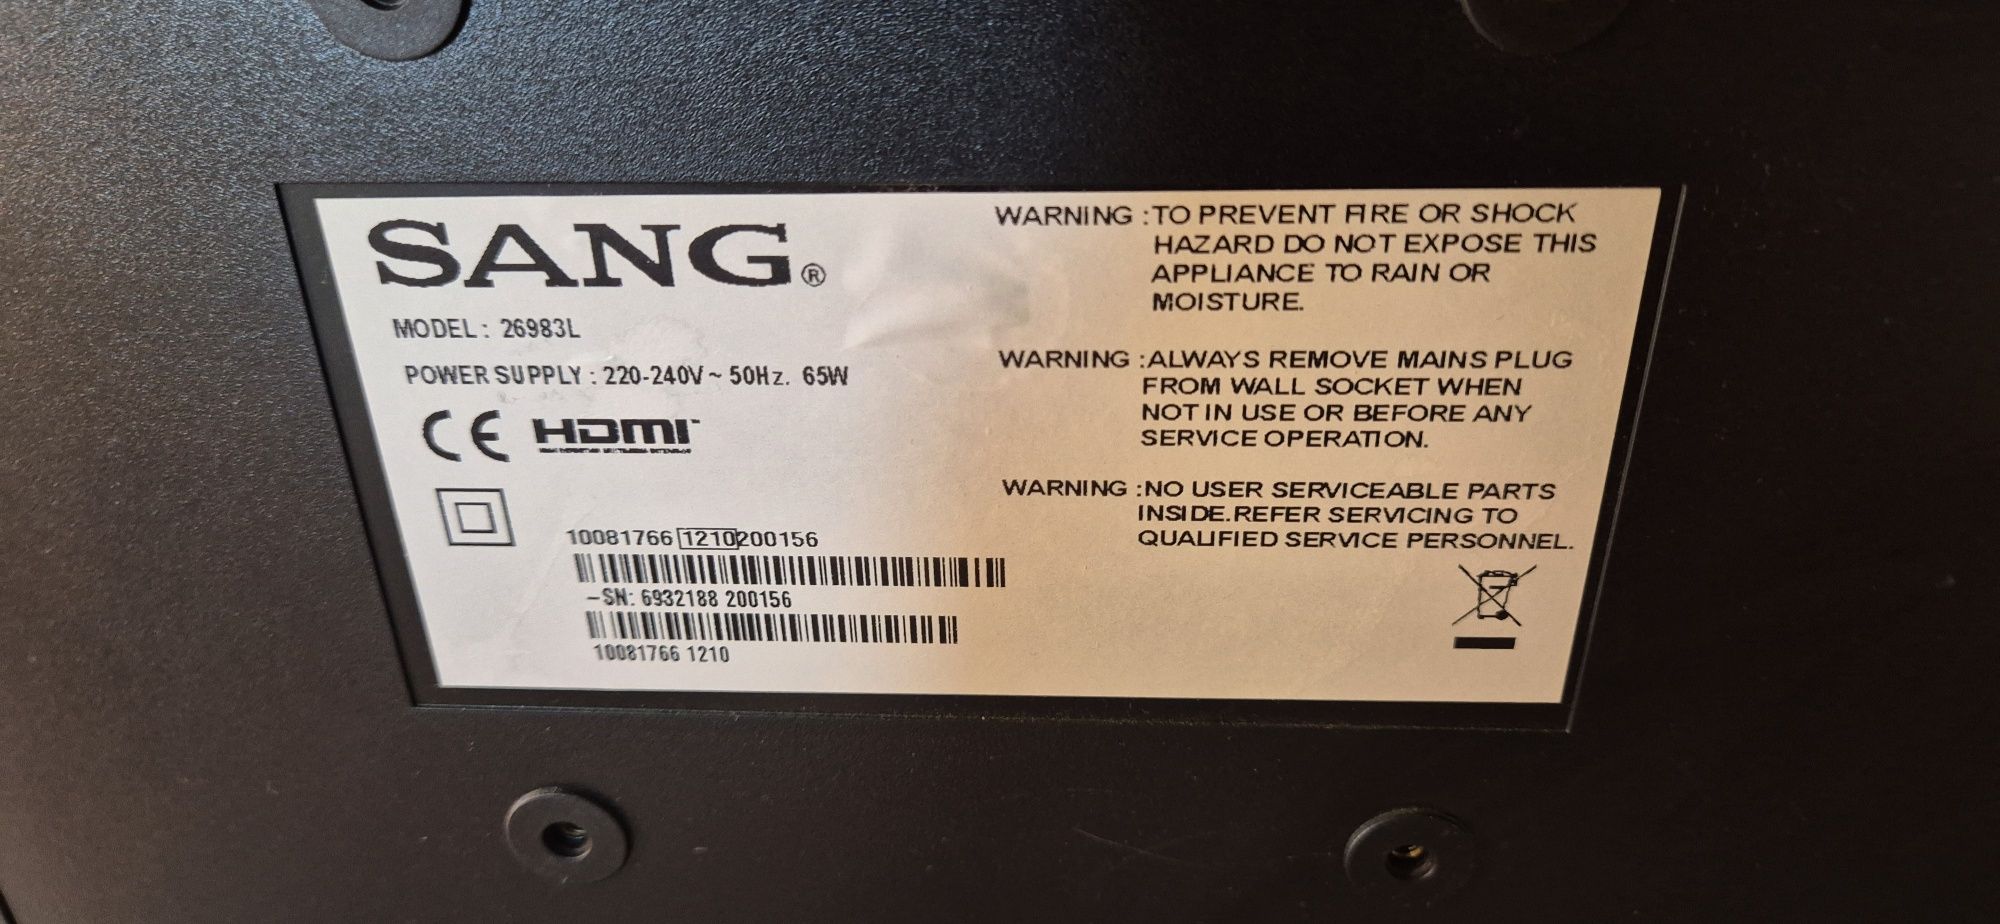 SANG®
MODEL: 26983L
POWER SUPPLY: 220-240V ~ 50Hz. 65W
CE HDMI
10081766 1210200156
-SN: 6932188 200156
10081766 1210
WARNING :TO PREVENT FIRE OR SHOCK
HAZARD DO NOT EXPOSE THIS
APPLIANCE TO RAIN OR
MOISTURE.
WARNING :ALWAYS REMOVE MAINS PLUG
FROM WALL SOCKET WHEN
NOT IN USE OR BEFORE ANY
SERVICE OPERATION.
WARNING :NO USER SERVICEABLE PARTS
INSIDE.REFER SERVICING TO
QUALIFIED SERVICE PERSONNEL.